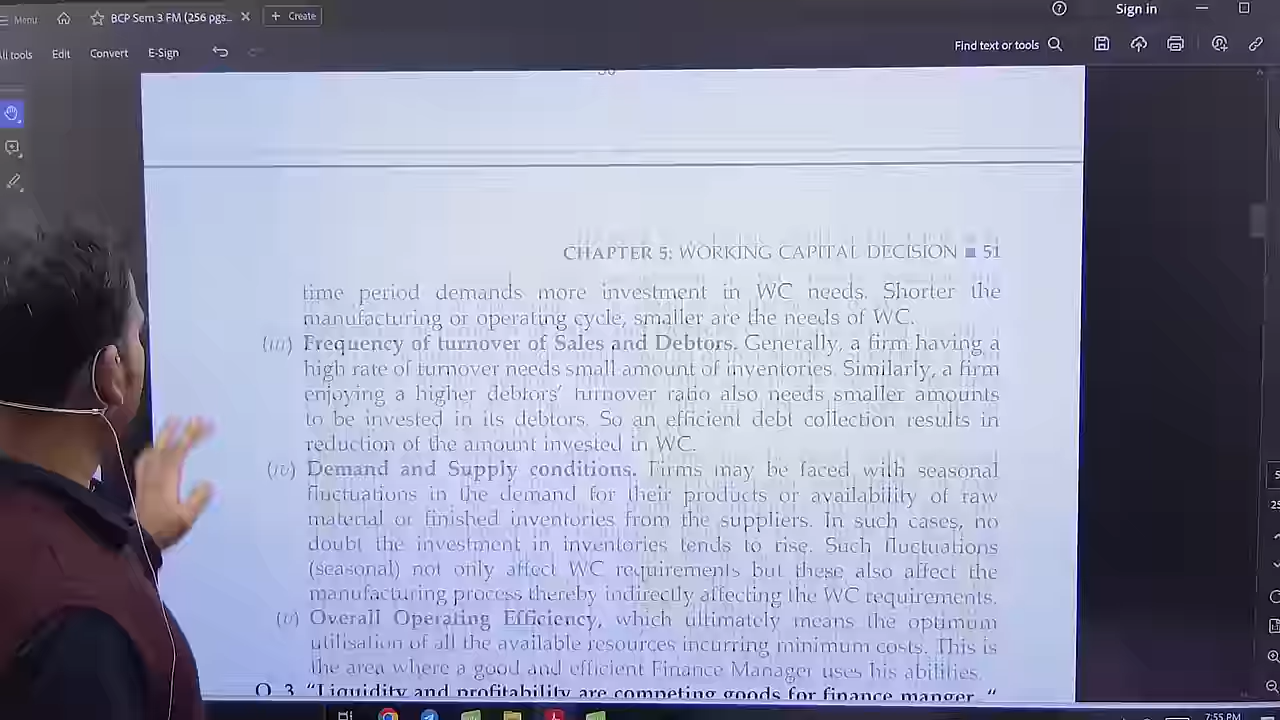 Menu
BCP Sem 3 FM (256 pgs...
+ Create
Sign in
All tools
Edit
Convert
E-Sign
Find text or tools
CHAPTER 5: WORKING CAPITAL DECISION ■ 51
time period demands more investment in WC needs. Shorter the
manufacturing or operating cycle, smaller are the needs of WC.
(iii) Frequency of turnover of Sales and Debtors. Generally, a firm having a
high rate of turnover needs small amount of inventories. Similarly, a firm
enjoying a higher debtors' turnover ratio also needs smaller amounts
to be invested in its debtors. So an efficient debt collection results in
reduction of the amount invested in WC.
(iv) Demand and Supply conditions. Firms may be faced with seasonal
fluctuations in the demand for their products or availability of raw
material or finished inventories from the suppliers. In such cases, no
doubt the investment in inventories tends to rise. Such fluctuations
(seasonal) not only affect WC requirements but these also affect the
manufacturing process thereby indirectly affecting the WC requirements.
(v) Overall Operating Efficiency, which ultimately means the optimum
utilisation of all the available resources incurring minimum costs. This is
the area where a good and efficient Finance Manager uses his abilities.
Q. 3. "Liquidity and profitability are competing goods for finance manger. "
7:55 PM